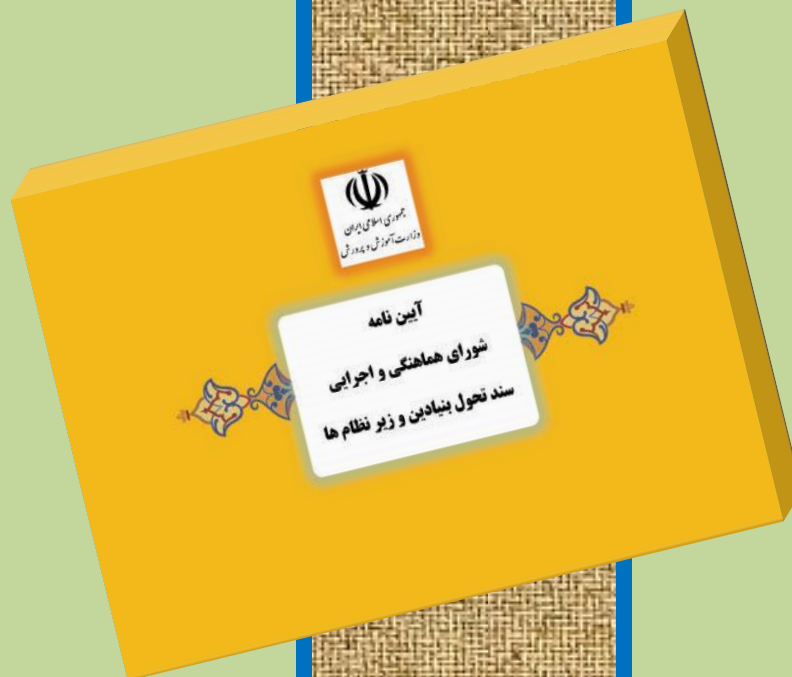 جمهوری اسلامی ایران
وزارت آموزش و پرورش
آیین نامه
شورای هماهنگی و اجرایی
سند تحول بنیادین و زیر نظام ها